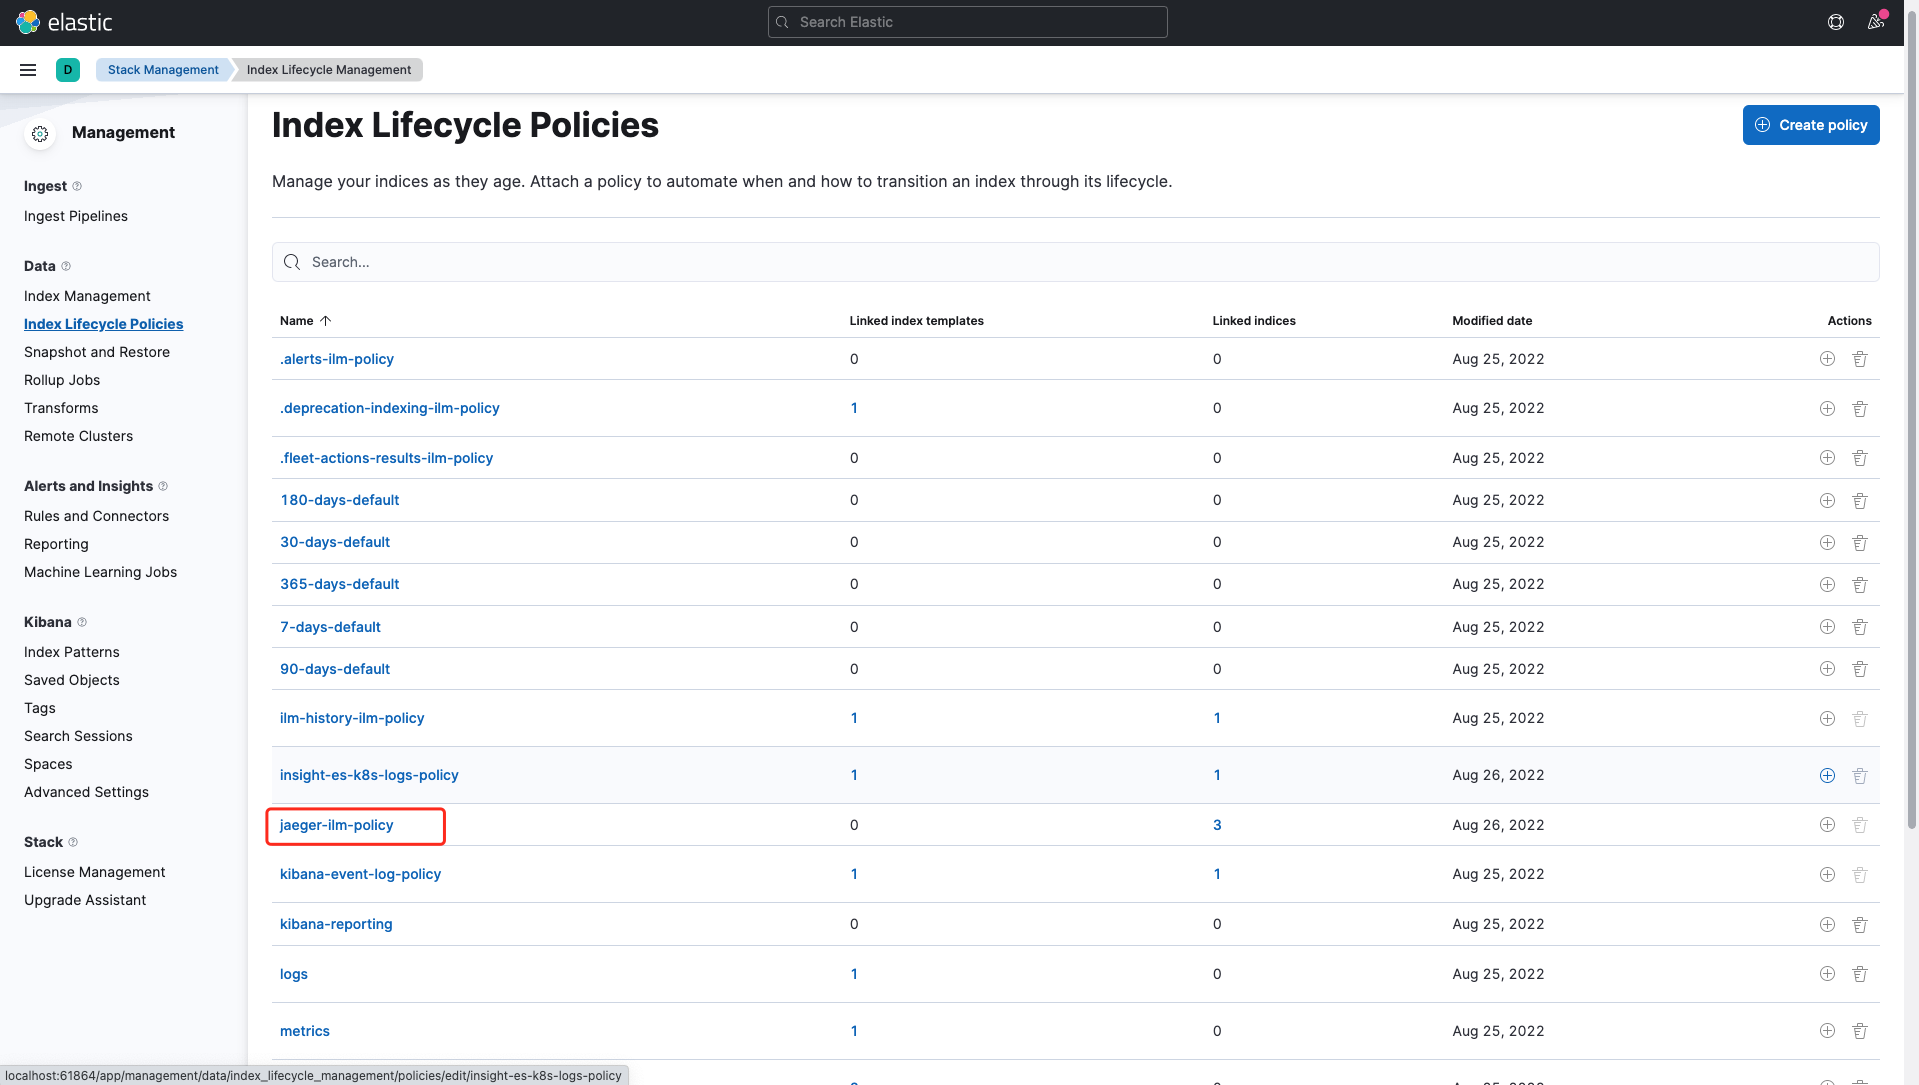 elastic
Search Elastic
D
Stack Management
Index Lifecycle Management
Management
Ingest
Ingest Pipelines
Data
Index Management
Index Lifecycle Policies
Snapshot and Restore
Rollup Jobs
Transforms
Remote Clusters
Alerts and Insights
Rules and Connectors
Reporting
Machine Learning Jobs
Kibana
Index Patterns
Saved Objects
Tags
Search Sessions
Spaces
Advanced Settings
Stack
License Management
Upgrade Assistant
Index Lifecycle Policies
Create policy
Manage your indices as they age. Attach a policy to automate when and how to transition an index through its lifecycle.
Search...
Name Linked index templates Linked indices Modified date Actions
.alerts-ilm-policy 0 0 Aug 25, 2022
.deprecation-indexing-ilm-policy 1 0 Aug 25, 2022
.fleet-actions-results-ilm-policy 0 0 Aug 25, 2022
180-days-default 0 0 Aug 25, 2022
30-days-default 0 0 Aug 25, 2022
365-days-default 0 0 Aug 25, 2022
7-days-default 0 0 Aug 25, 2022
90-days-default 0 0 Aug 25, 2022
ilm-history-ilm-policy 1 1 Aug 25, 2022
insight-es-k8s-logs-policy 1 1 Aug 26, 2022
jaeger-ilm-policy 0 3 Aug 26, 2022
kibana-event-log-policy 1 1 Aug 25, 2022
kibana-reporting 0 0 Aug 25, 2022
logs 1 0 Aug 25, 2022
metrics 1 0 Aug 25, 2022
localhost:61864/app/management/data/index_lifecycle_management/policies/edit/insight-es-k8s-logs-policy